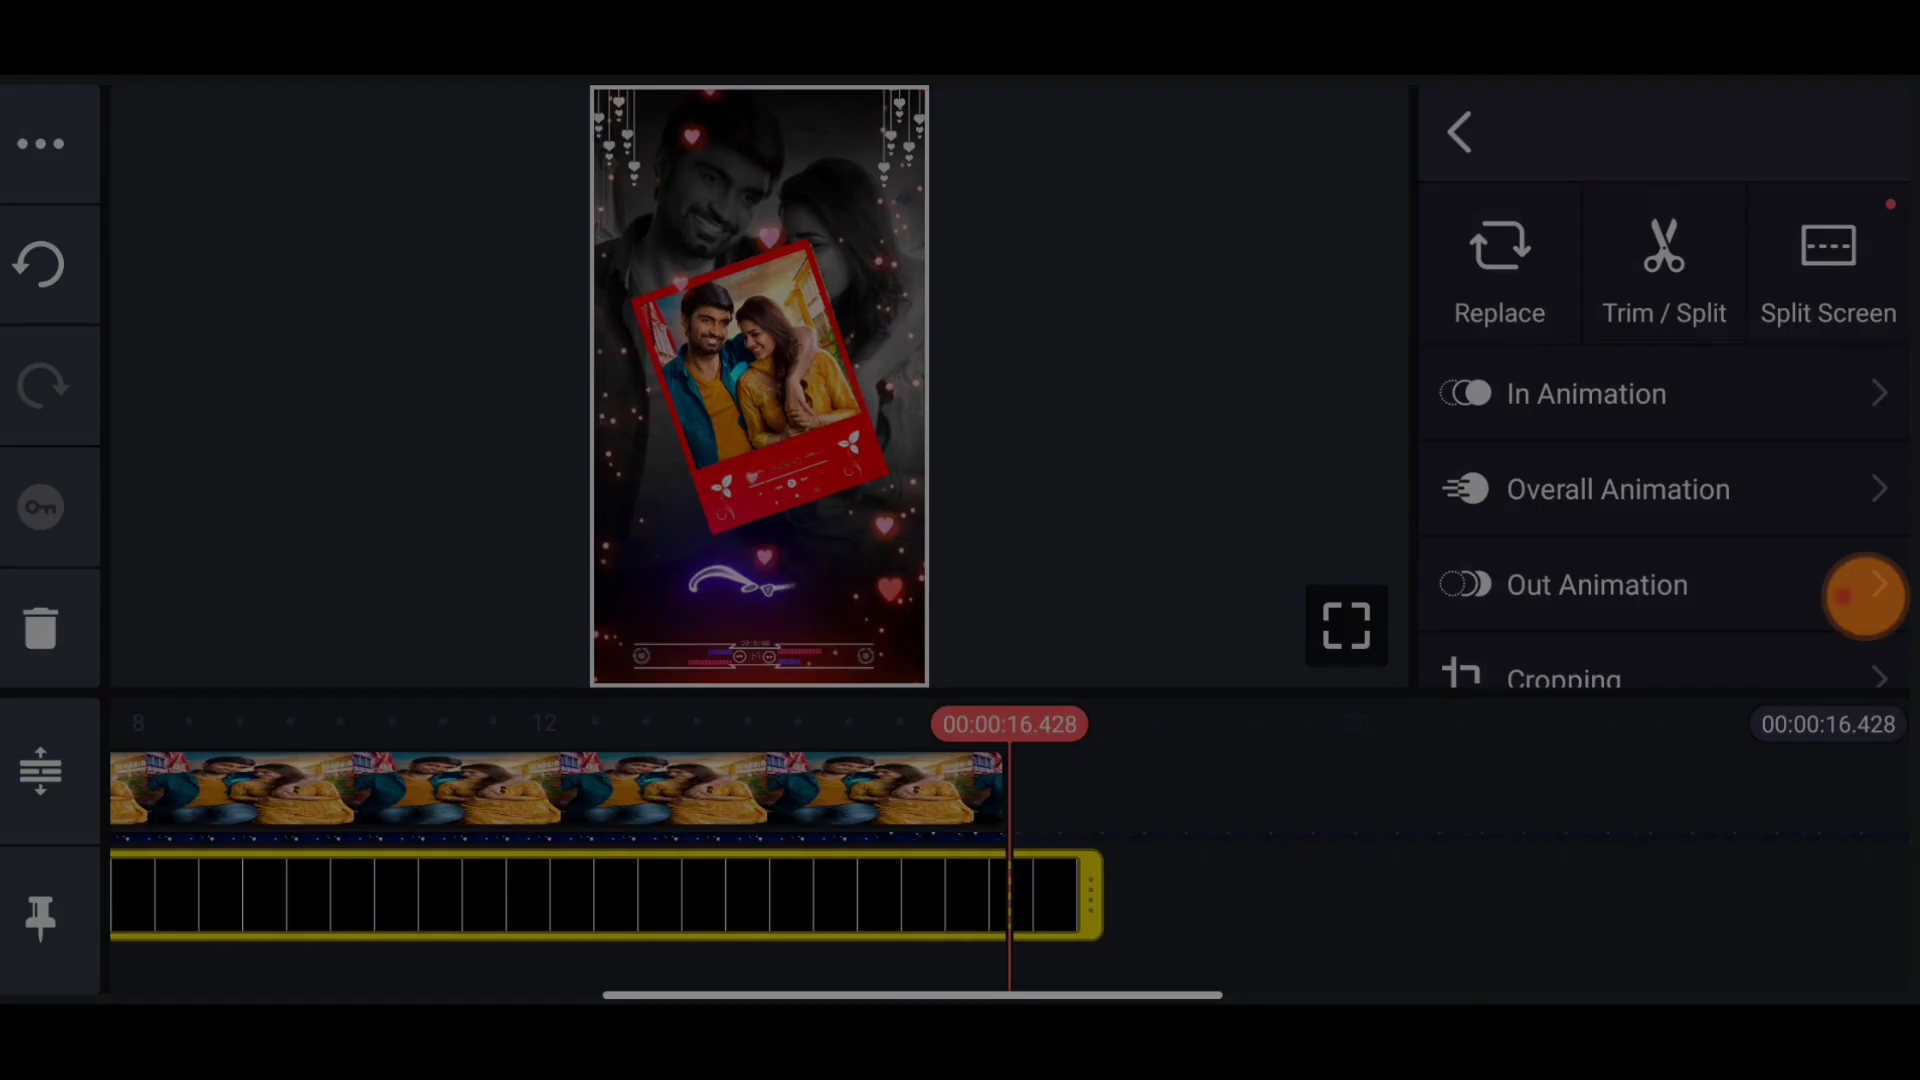 Replace
Trim / Split
Split Screen
In Animation
Overall Animation
Out Animation
Cropping
8
12
00:00:16.428
00:00:16.428